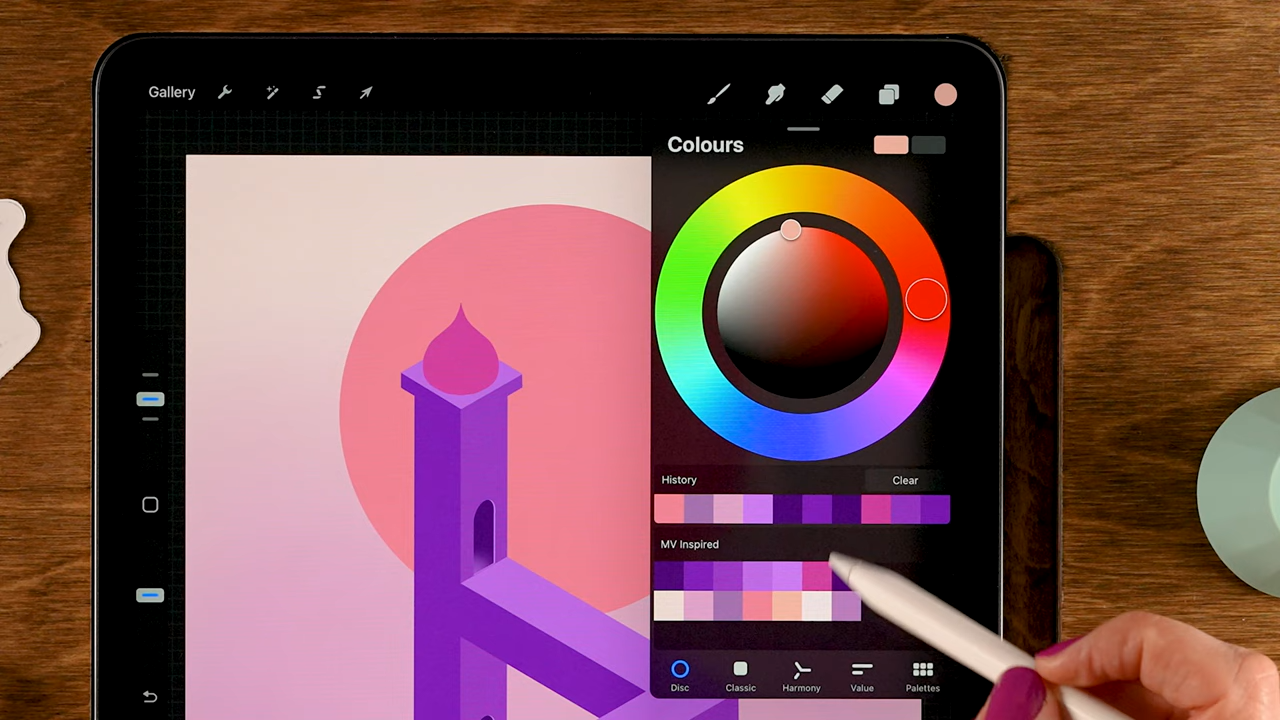 Gallery
Colours
History
Clear
MV Inspired
Disc
Classic
Harmony
Value
Palettes